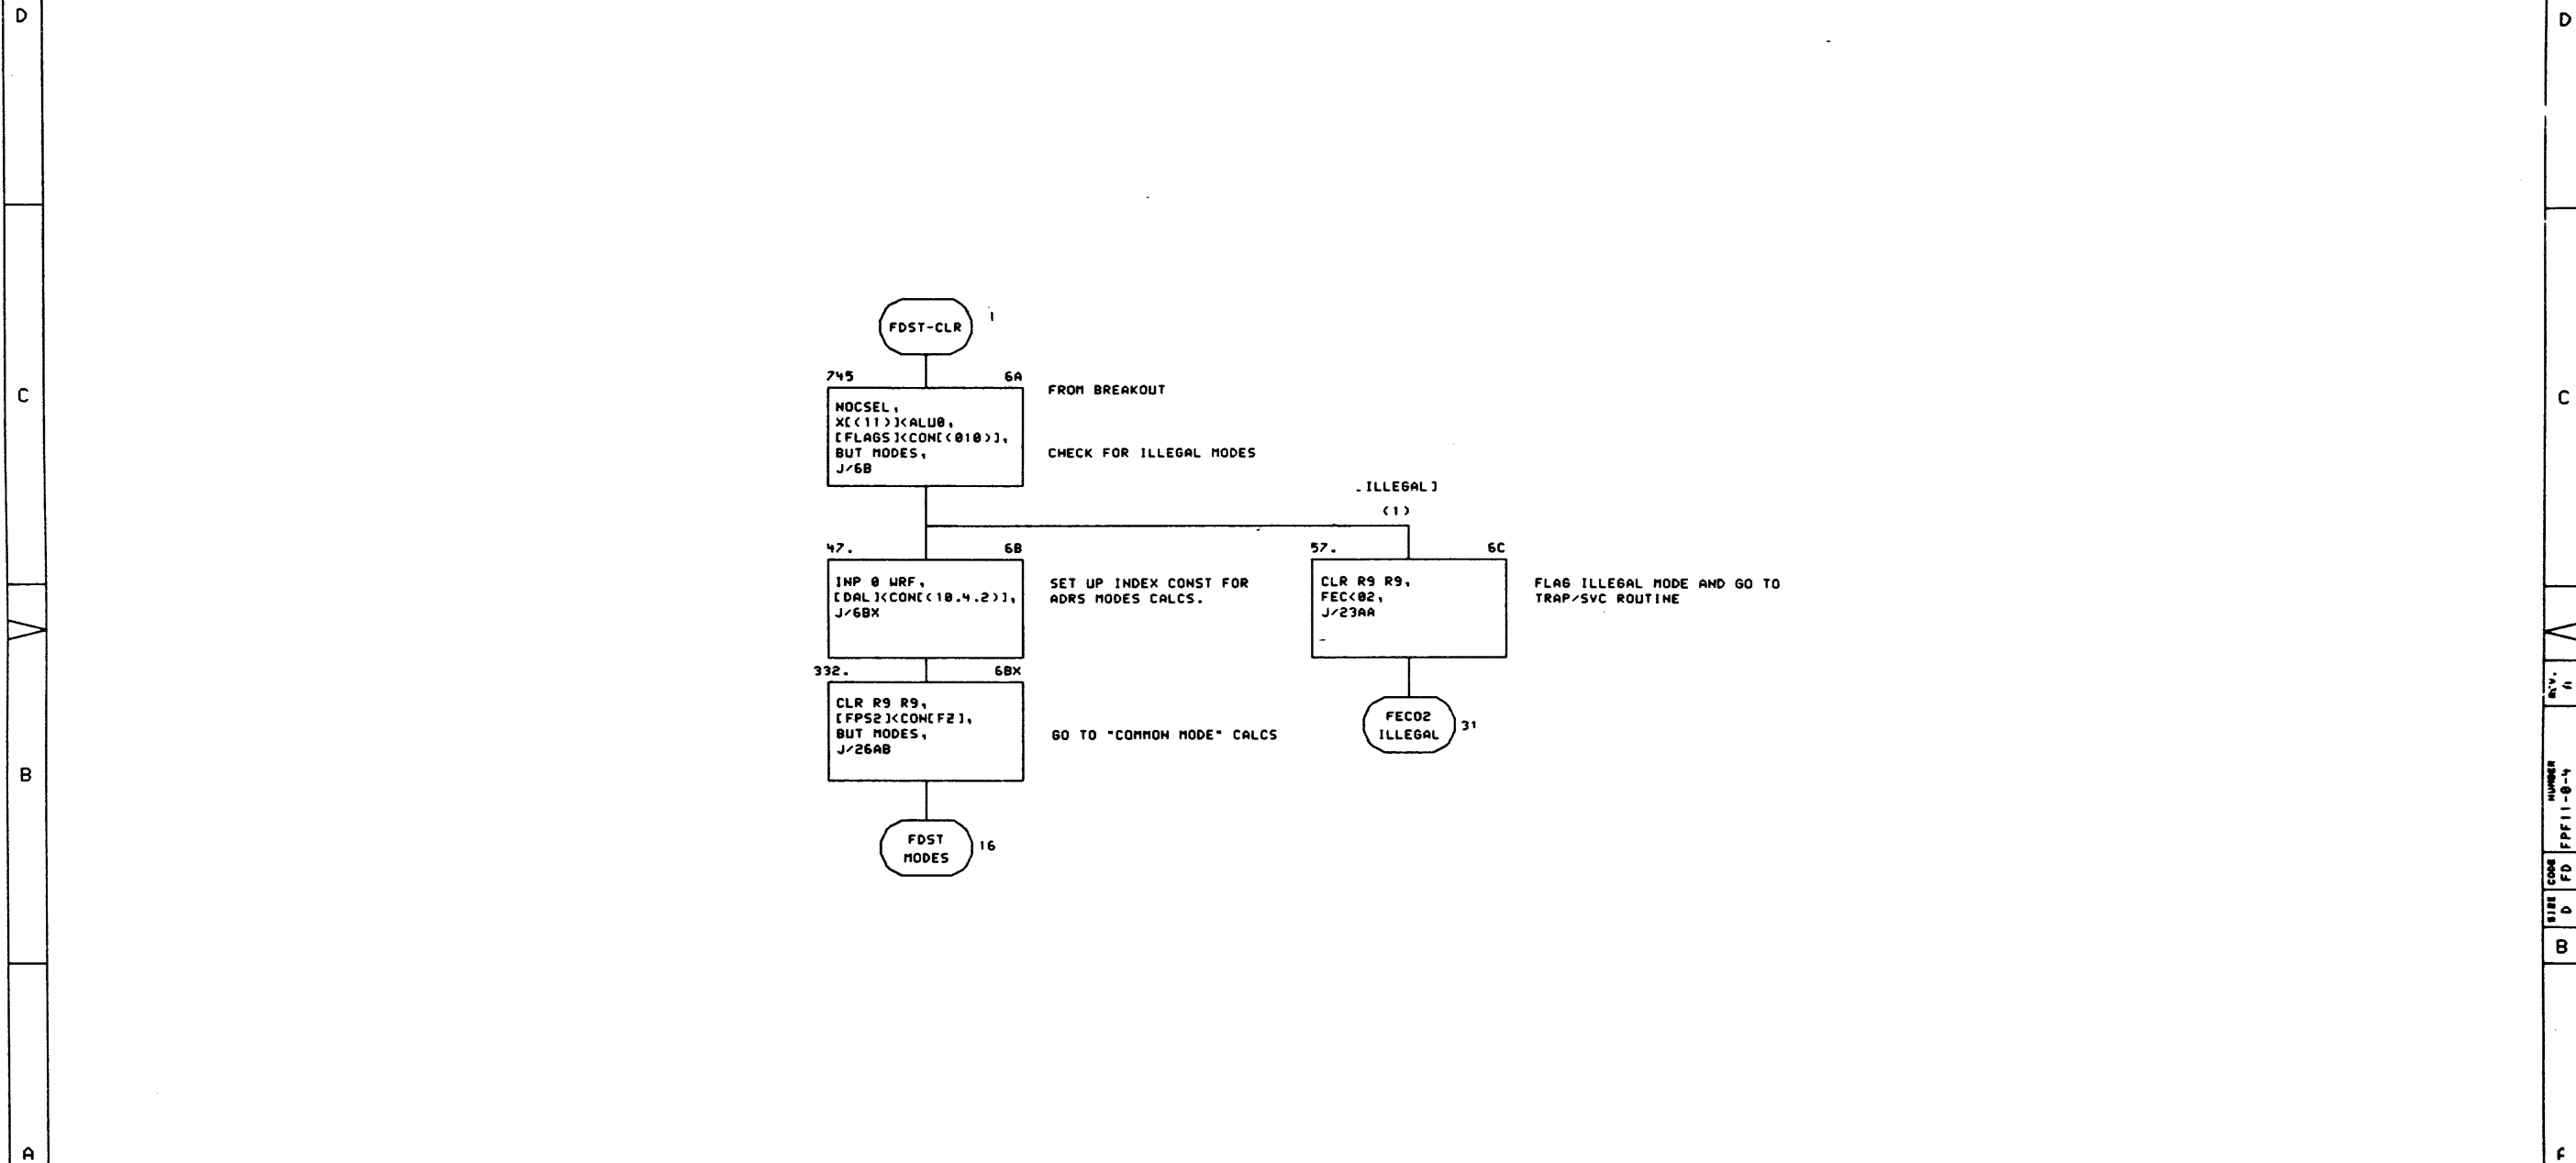 D
D
FDST-CLR
1
745 6A
FROM BREAKOUT
NOCSEL,
X[(11)]<ALU0,
[FLAGS]<CON[(010)],
BUT MODES,
J/6B
CHECK FOR ILLEGAL MODES
C
C
ILLEGAL]
(1)
47. 6B
INP 0 WRF,
[DAL]<CON[(10.4.2)],
J/6BX
SET UP INDEX CONST FOR
ADRS MODES CALCS.
57. 6C
CLR R9 R9,
FEC<02,
J/23AA
FLAG ILLEGAL MODE AND GO TO
TRAP/SVC ROUTINE
332. 6BX
CLR R9 R9,
[FPS2]<CON[F2],
BUT MODES,
J/26AB
GO TO "COMMON MODE" CALCS
FEC02
ILLEGAL
31
FDST
MODES
16
B
REV.
A
NUMBER
FPF11-0-4
CODE
FD
SIZE
D
B
A